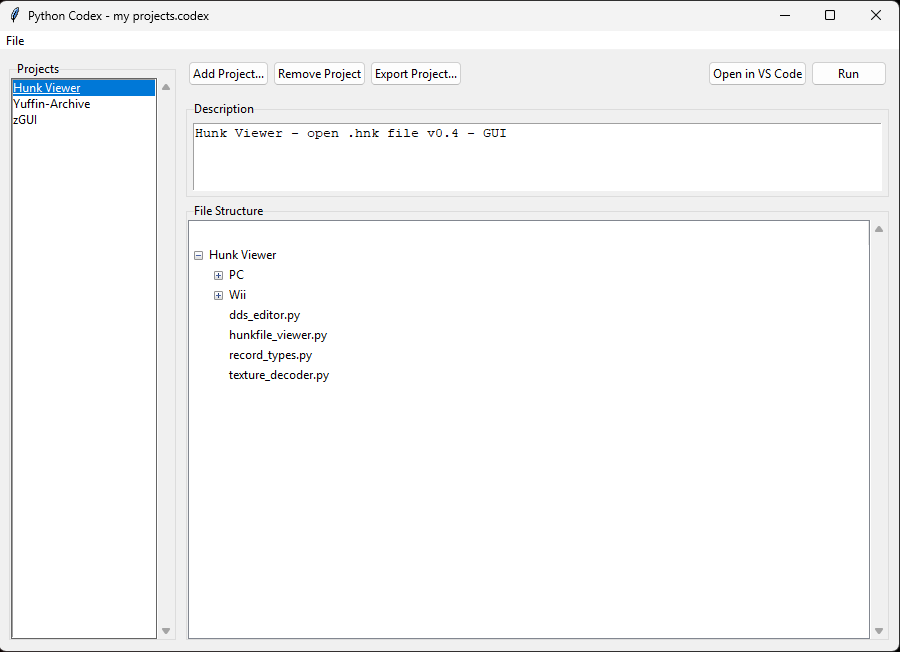 Python Codex - my projects.codex
File
Projects
Hunk Viewer
Yuffin-Archive
zGUI
Add Project... Remove Project Export Project... Open in VS Code Run
Description
Hunk Viewer - open .hnk file v0.4 - GUI
File Structure
Hunk Viewer
PC
Wii
dds_editor.py
hunkfile_viewer.py
record_types.py
texture_decoder.py